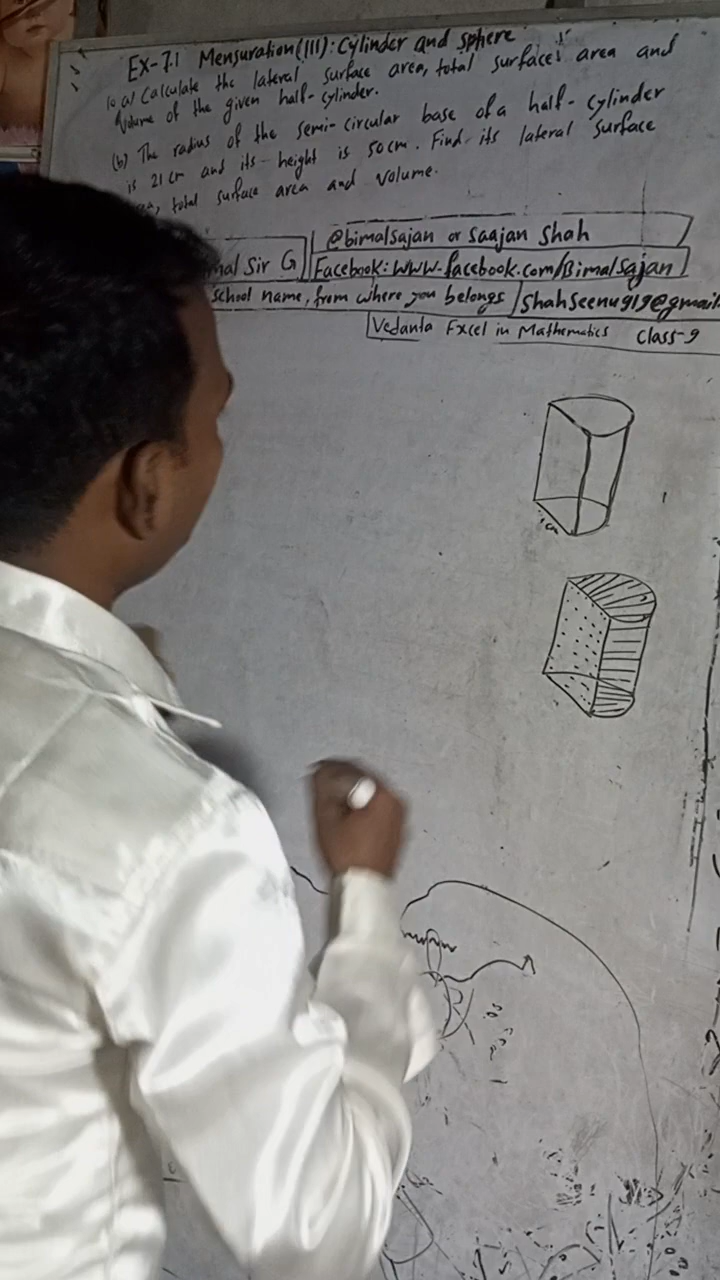 Ex-7.1 Mensuration(III): Cylinder and sphere
10. a) Calculate the lateral surface area, total surface area and
Volume of the given half-cylinder.
(b) The radius of the semi-circular base of a half-cylinder
is 21 cm and its height is 50 cm. Find its lateral surface
total surface area and volume.
@bimalsajan or Saajan Shah
mal Sir G Facebook: www.facebook.com/Bimalsajan
school name, from where you belongs shahseenu919@gmail
Vedanta Excel in Mathematics Class-9
cm